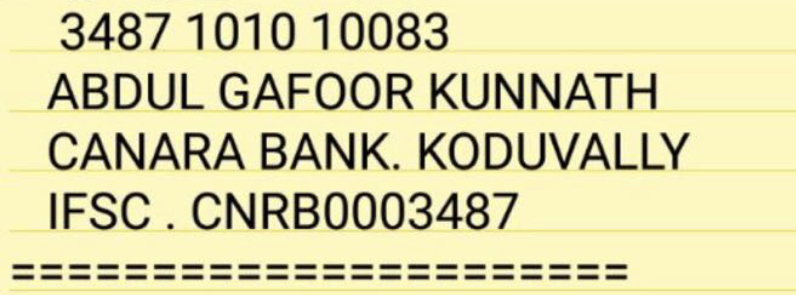 3487 1010 10083
ABDUL GAFOOR KUNNATH
CANARA BANK. KODUVALLY
IFSC . CNRB0003487
======================